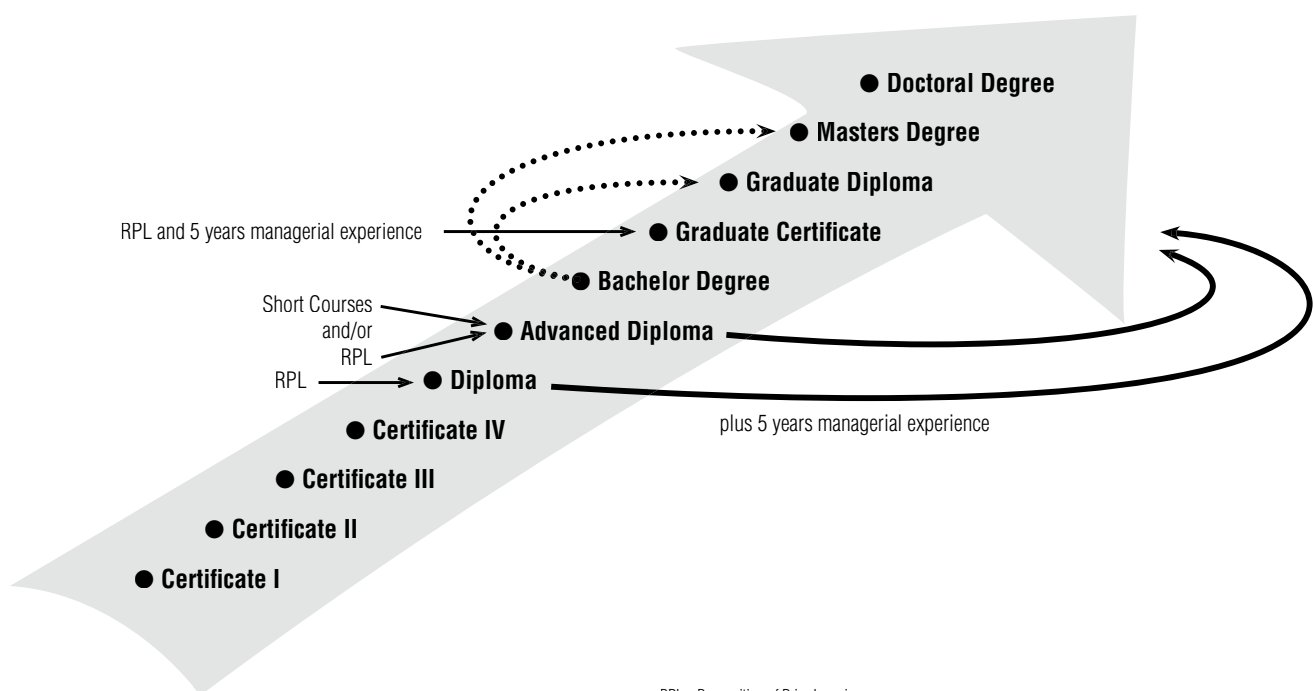 Doctoral Degree
Masters Degree
Graduate Diploma
RPL and 5 years managerial experience
Graduate Certificate
Bachelor Degree
Short Courses
and/or
RPL
Advanced Diploma
RPL
Diploma
plus 5 years managerial experience
Certificate IV
Certificate III
Certificate II
Certificate I